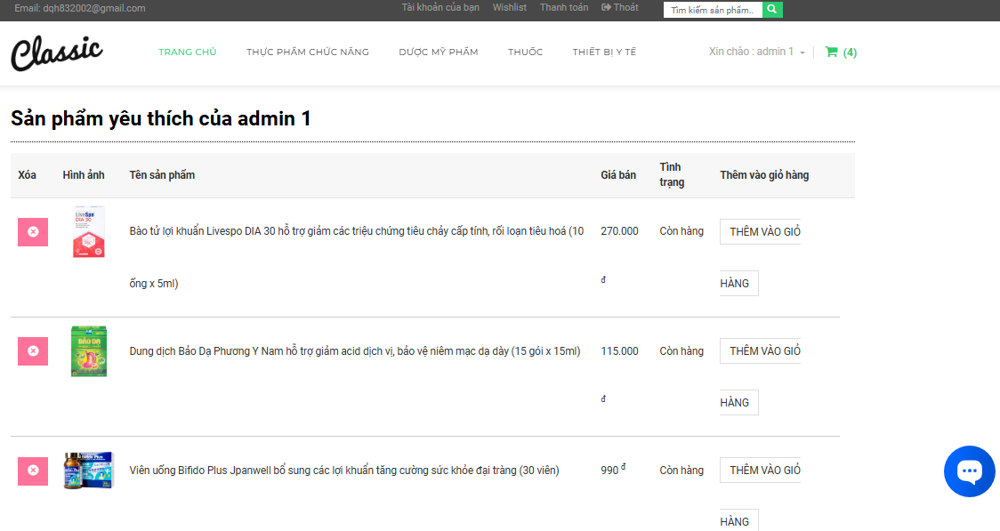 Email: dqh832002@gmail.com
Tài khoản của bạn
Wishlist
Thanh toán
Thoát
Tìm kiếm sản phẩm..
Classic
TRANG CHỦ
THỰC PHẨM CHỨC NĂNG
DƯỢC MỸ PHẨM
THUỐC
THIẾT BỊ Y TẾ
Xin chào : admin 1
(4)
Sản phẩm yêu thích của admin 1
Xóa
Hình ảnh
Tên sản phẩm
Giá bán
Tình
trạng
Thêm vào giỏ hàng
LiveSpo
DIA 30
Bào tử lợi khuẩn Livespo DIA 30 hỗ trợ giảm các triệu chứng tiêu chảy cấp tính, rối loạn tiêu hoá (10
ống x 5ml)
270.000
đ
Còn hàng
THÊM VÀO GIỎ
HÀNG
BẢO DẠ
Dung dịch Bảo Dạ Phương Y Nam hỗ trợ giảm acid dịch vị, bảo vệ niêm mạc dạ dày (15 gói x 15ml)
115.000
đ
Còn hàng
THÊM VÀO GIỎ
HÀNG
Bifido Plus
Viên uống Bifido Plus Jpanwell bổ sung các lợi khuẩn tăng cường sức khỏe đại tràng (30 viên)
990 đ
Còn hàng
THÊM VÀO GIỎ
HÀNG